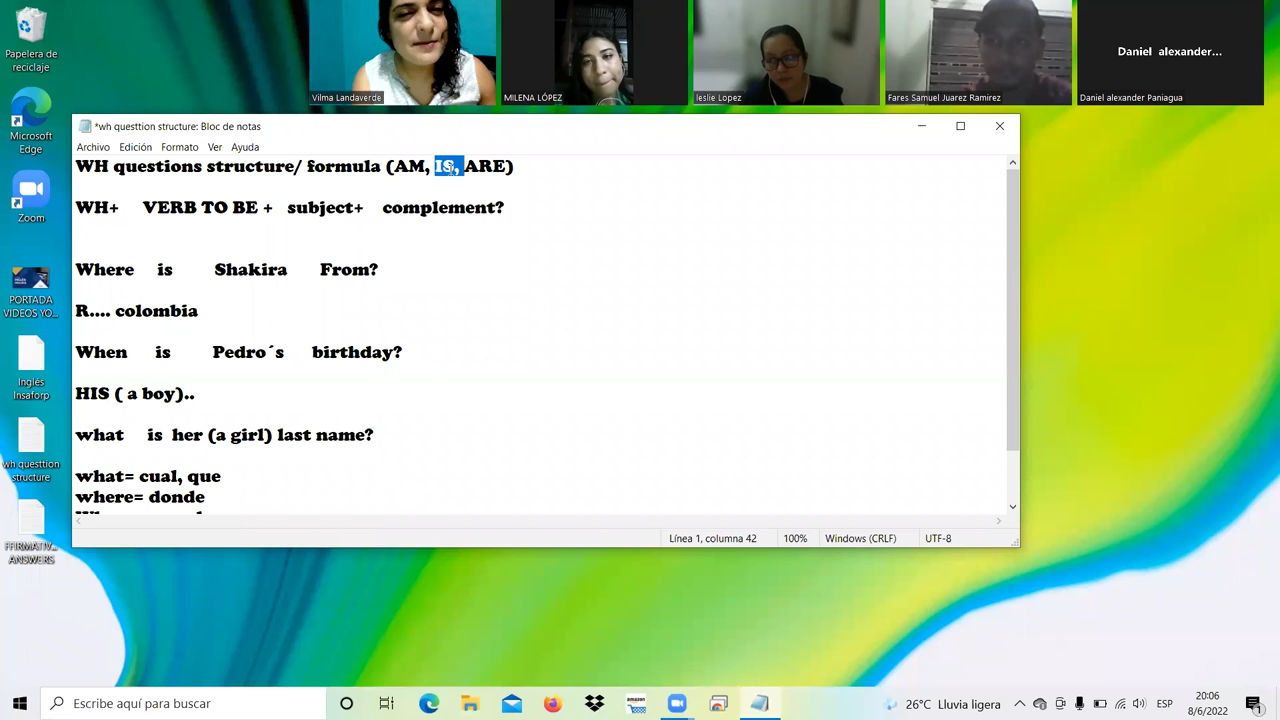 Papelera de
reciclaje
Microsoft
Edge
Zoom
PORTADA
VIDEOS YO...
Inglés
Insaforp
wh questtion
structure
FFIRMATIV...
ANSWERS
Vilma Landaverde
MILENA LÓPEZ
leslie Lopez
Fares Samuel Juarez Ramirez
Daniel alexander...
Daniel alexander Paniagua
*wh questtion structure: Bloc de notas
Archivo Edición Formato Ver Ayuda
WH questions structure/ formula (AM, IS, ARE)
WH+ VERB TO BE + subject+ complement?
Where is Shakira From?
R.... colombia
When is Pedro´s birthday?
HIS ( a boy)..
what is her (a girl) last name?
what= cual, que
where= donde
Línea 1, columna 42 100% Windows (CRLF) UTF-8
Escribe aquí para buscar
amazon
26°C Lluvia ligera
ESP
20:06
8/6/2022
1